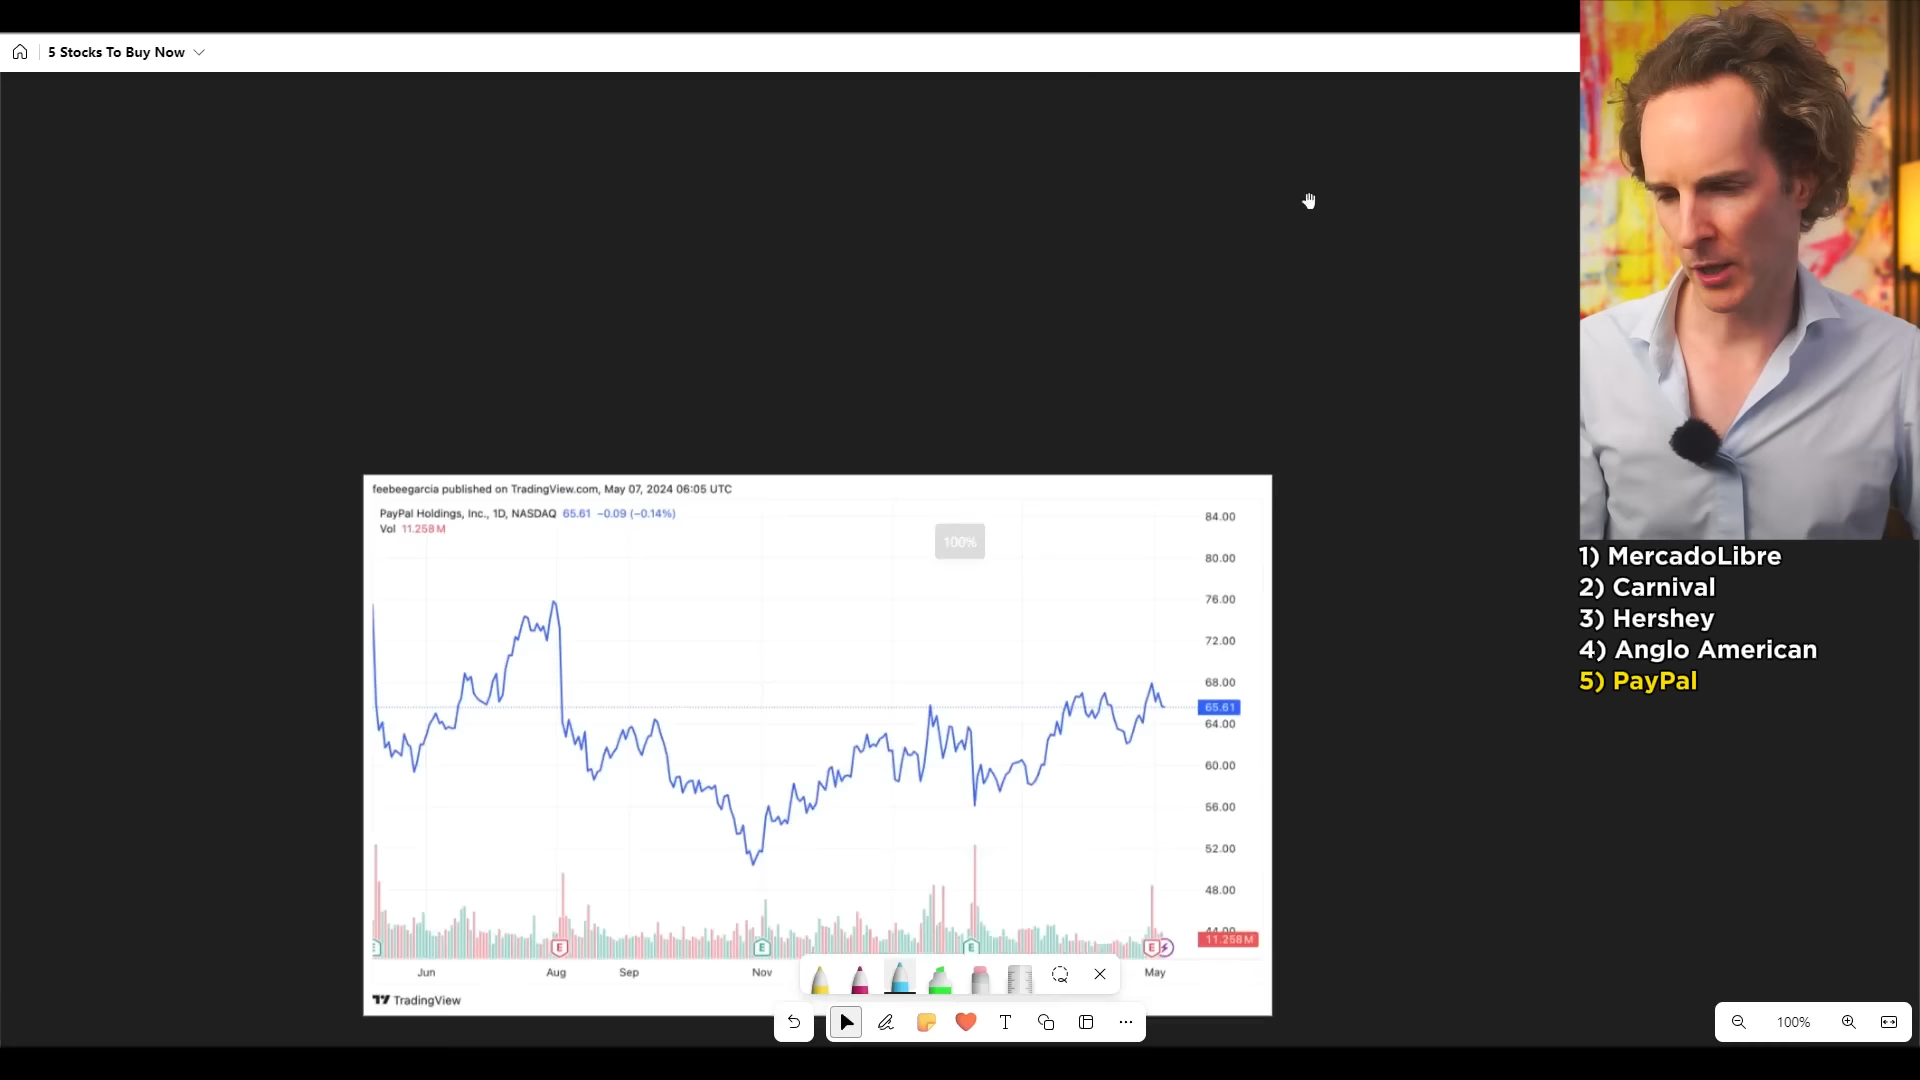 5 Stocks To Buy Now
feebeegarcia published on TradingView.com, May 07, 2024 06:05 UTC
PayPal Holdings, Inc., 1D, NASDAQ 65.61 −0.09 (−0.14%)
Vol 11.258M
100%
84.00
80.00
76.00
72.00
68.00
65.61
64.00
60.00
56.00
52.00
48.00
44.00
11.258M
E
E
E
E
E
Jun
Aug
Sep
Nov
May
TradingView
T
100%
1) MercadoLibre
2) Carnival
3) Hershey
4) Anglo American
5) PayPal